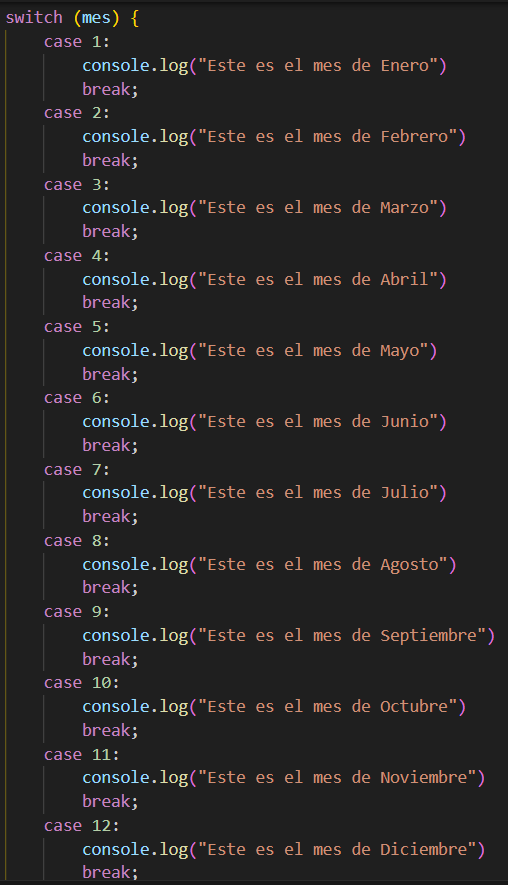 switch (mes) {
    case 1:
        console.log("Este es el mes de Enero")
        break;
    case 2:
        console.log("Este es el mes de Febrero")
        break;
    case 3:
        console.log("Este es el mes de Marzo")
        break;
    case 4:
        console.log("Este es el mes de Abril")
        break;
    case 5:
        console.log("Este es el mes de Mayo")
        break;
    case 6:
        console.log("Este es el mes de Junio")
        break;
    case 7:
        console.log("Este es el mes de Julio")
        break;
    case 8:
        console.log("Este es el mes de Agosto")
        break;
    case 9:
        console.log("Este es el mes de Septiembre")
        break;
    case 10:
        console.log("Este es el mes de Octubre")
        break;
    case 11:
        console.log("Este es el mes de Noviembre")
        break;
    case 12:
        console.log("Este es el mes de Diciembre")
        break;